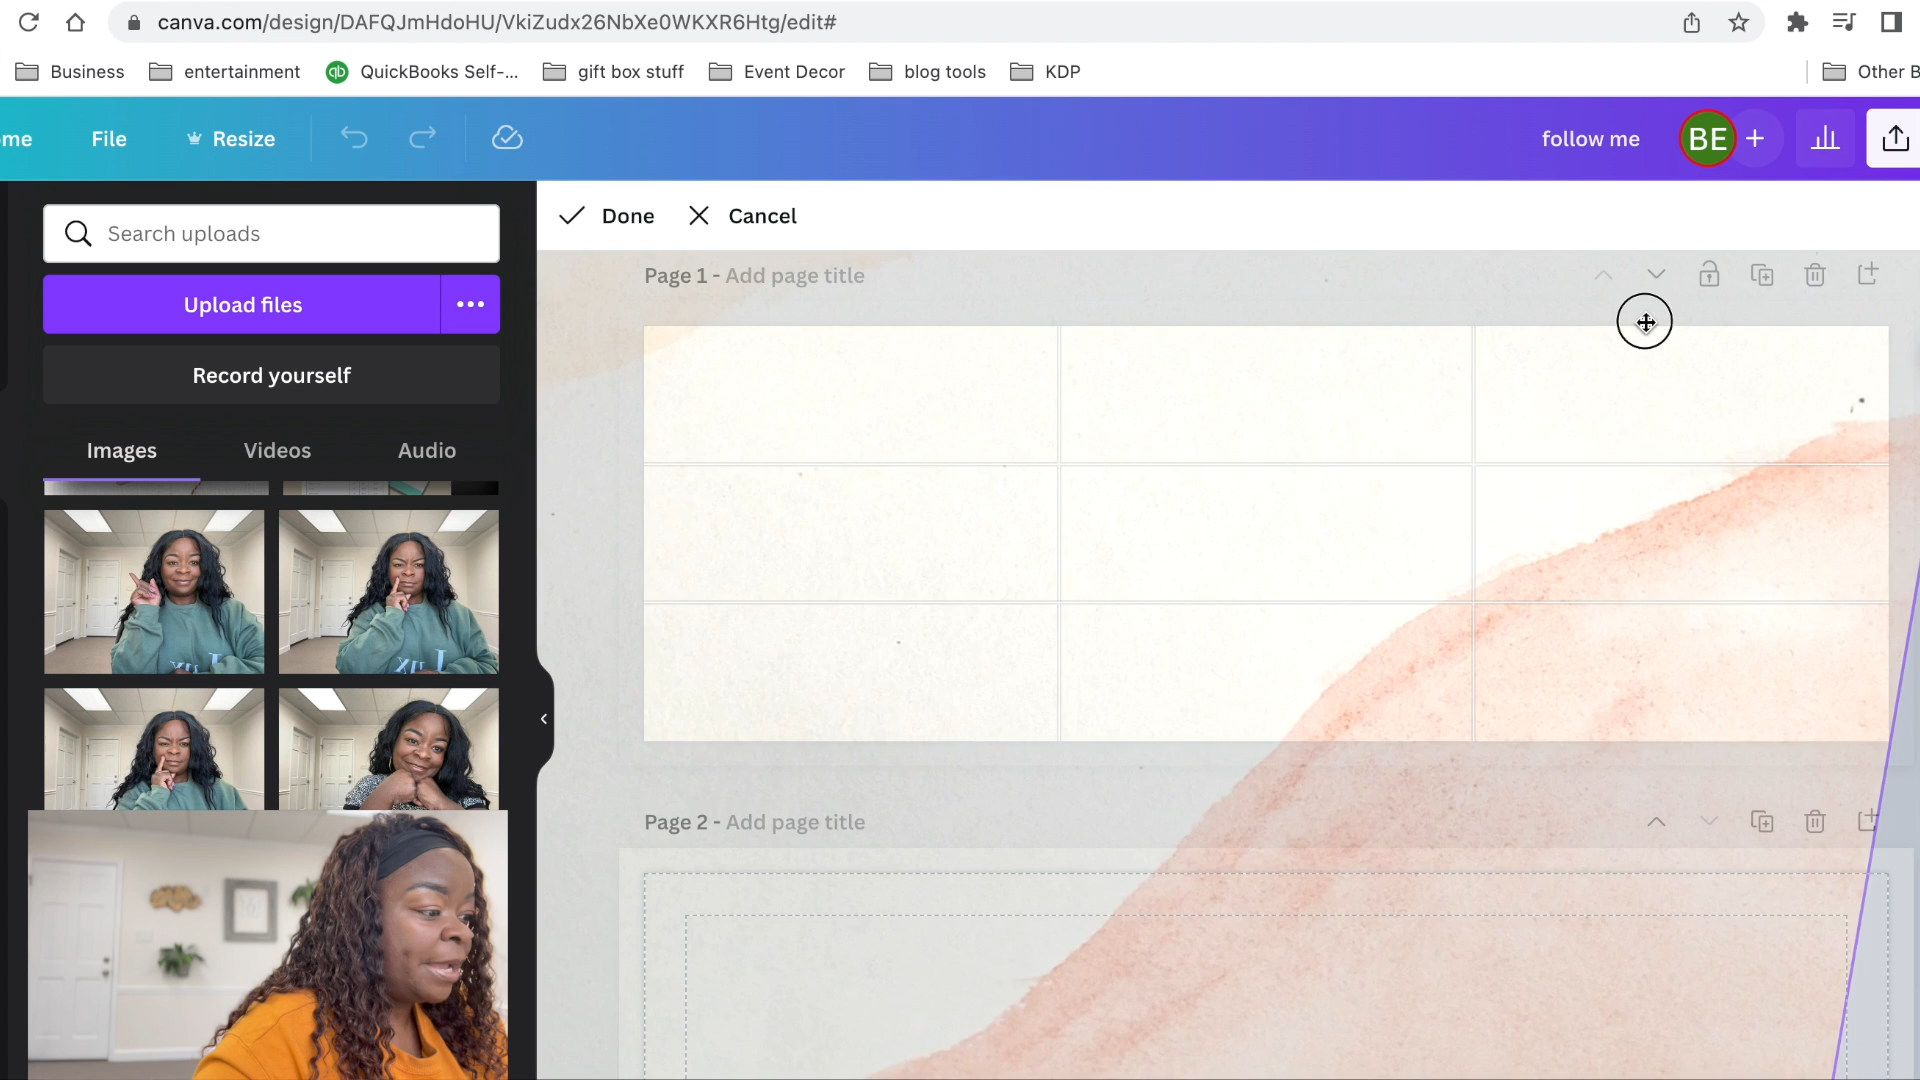 canva.com/design/DAFQJmHdoHU/VkiZudx26NbXe0WKXR6Htg/edit#
Business entertainment qb QuickBooks Self-... gift box stuff Event Decor blog tools KDP Other B
me File Resize follow me BE +
Search uploads
Done Cancel
Upload files
Page 1 - Add page title
Record yourself
Images Videos Audio
Page 2 - Add page title